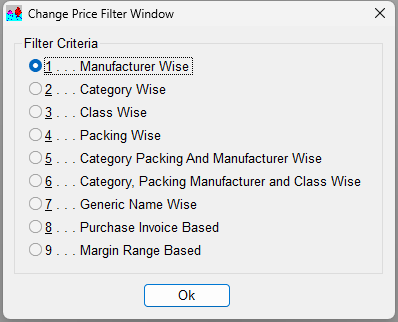 Change Price Filter Window
Filter Criteria
1 . . . Manufacturer Wise
2 . . . Category Wise
3 . . . Class Wise
4 . . . Packing Wise
5 . . . Category Packing And Manufacturer Wise
6 . . . Category, Packing Manufacturer and Class Wise
7 . . . Generic Name Wise
8 . . . Purchase Invoice Based
9 . . . Margin Range Based
Ok